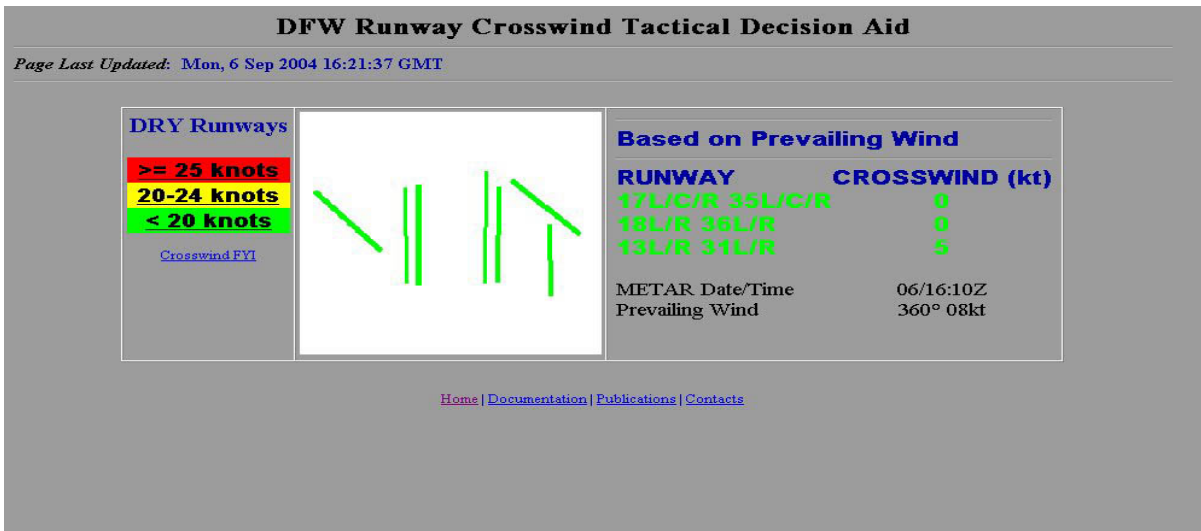 DFW Runway Crosswind Tactical Decision Aid
Page Last Updated: Mon, 6 Sep 2004 16:21:37 GMT
DRY Runways
>= 25 knots
20-24 knots
< 20 knots
Crosswind FYI
Based on Prevailing Wind
RUNWAY CROSSWIND (kt)
17L/C/R 35L/C/R 0
18L/R 36L/R 0
13L/R 31L/R 5
METAR Date/Time 06/16:10Z
Prevailing Wind 360° 08kt
Home | Documentation | Publications | Contacts